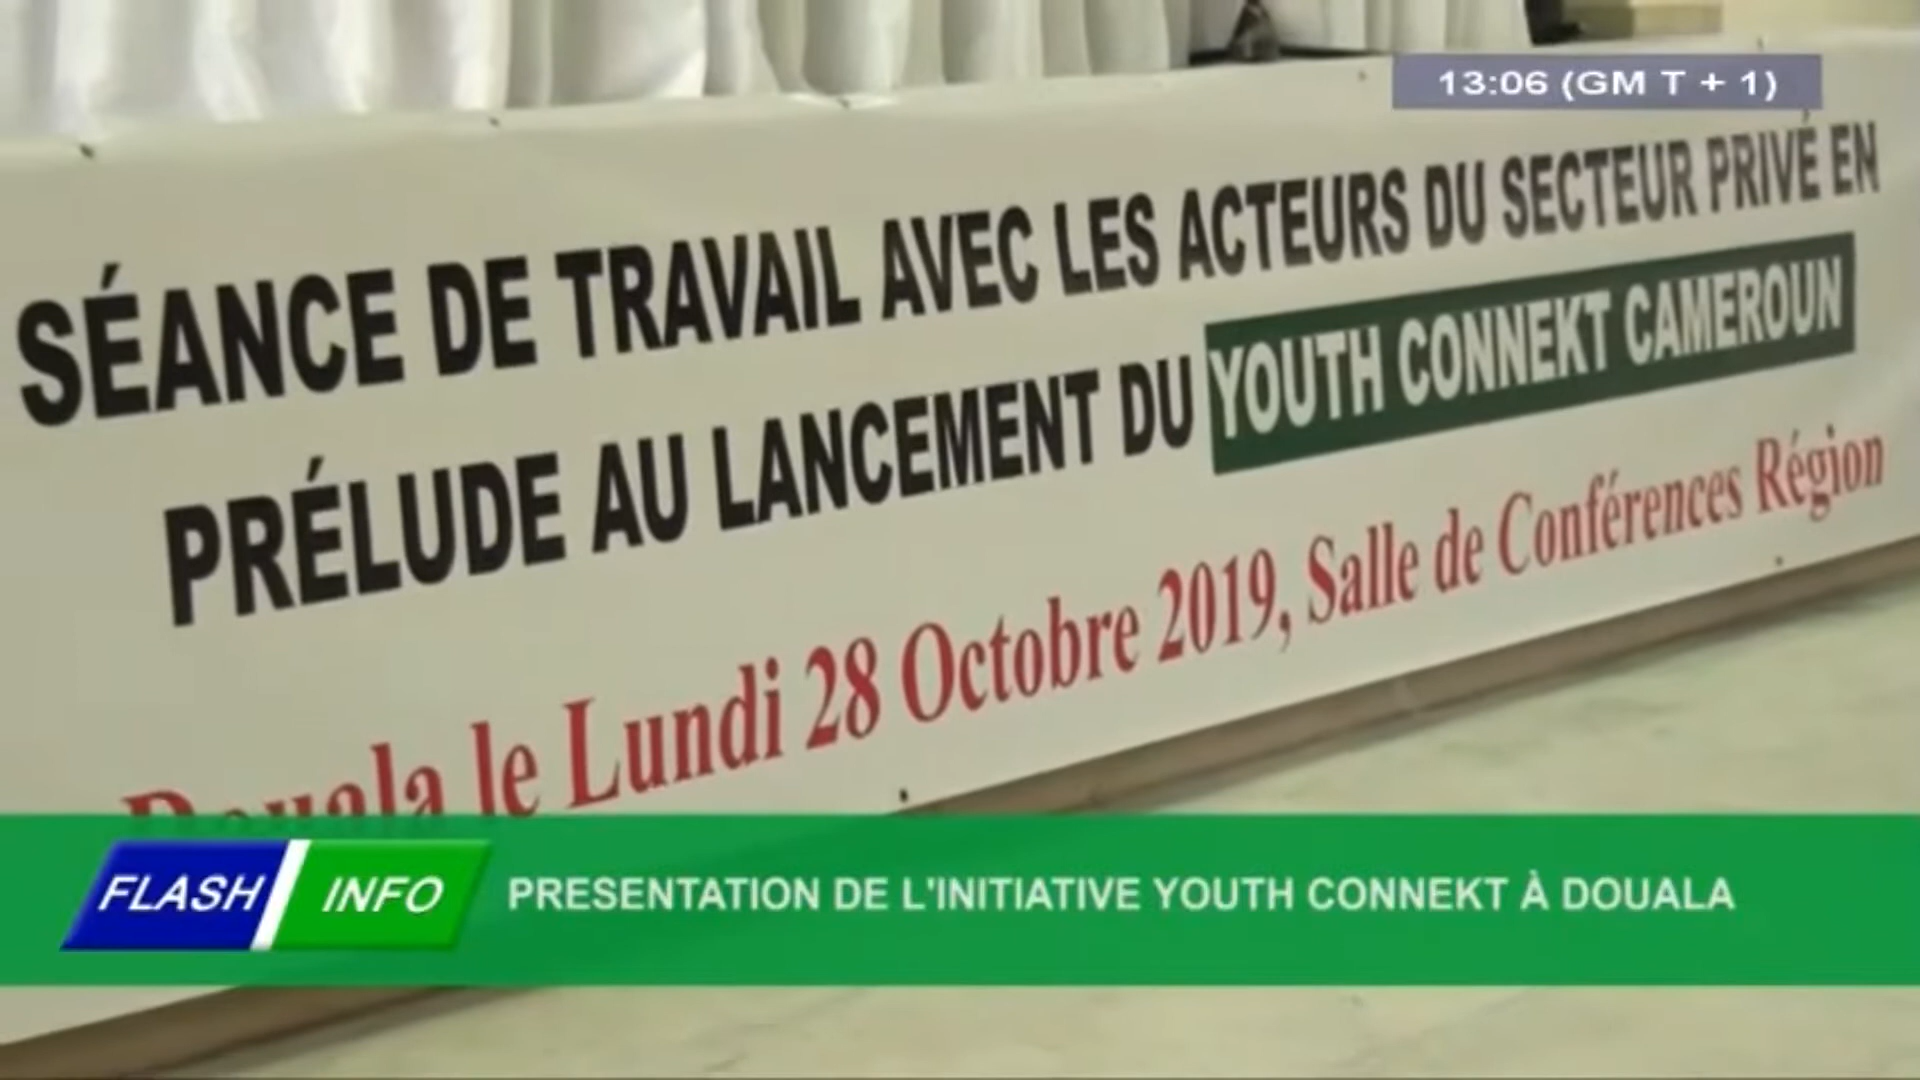 13:06 (GM T + 1)
SÉANCE DE TRAVAIL AVEC LES ACTEURS DU SECTEUR PRIVÉ EN
PRÉLUDE AU LANCEMENT DU YOUTH CONNEKT CAMEROUN
Douala le Lundi 28 Octobre 2019, Salle de Conférences Région
FLASH INFO PRESENTATION DE L'INITIATIVE YOUTH CONNEKT À DOUALA